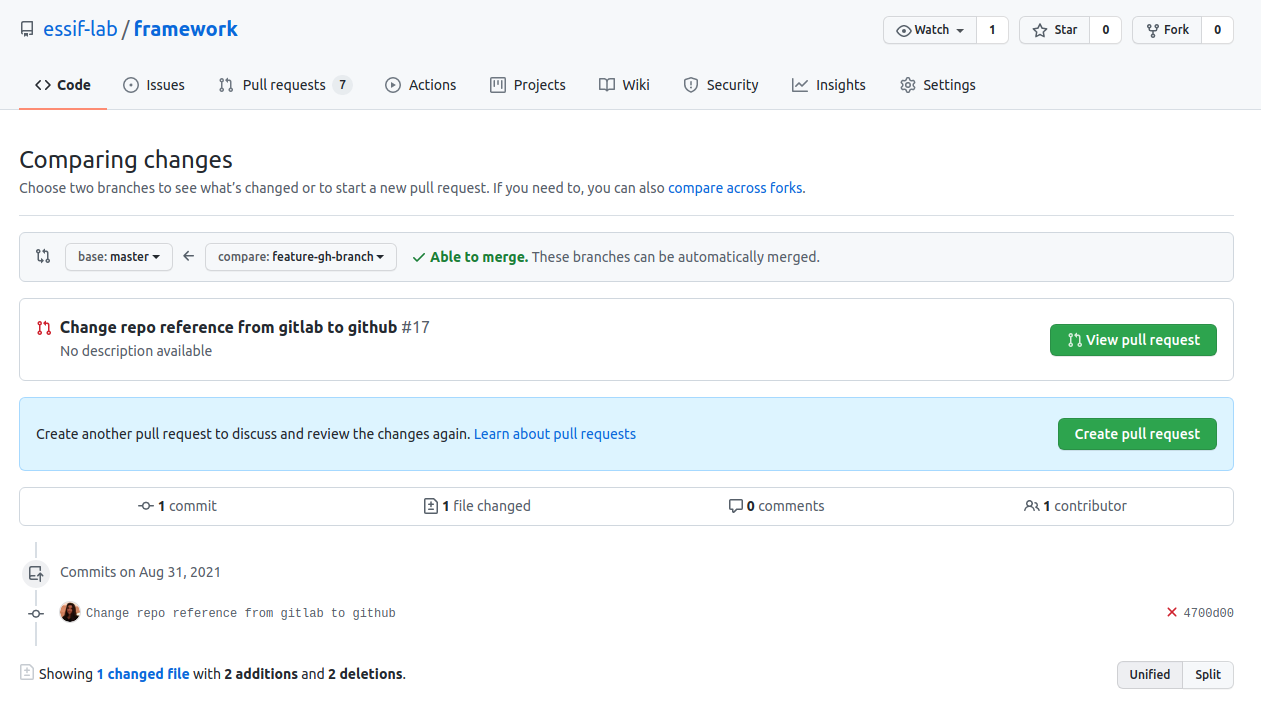 essif-lab / framework
Watch 1 Star 0 Fork 0
Code Issues Pull requests 7 Actions Projects Wiki Security Insights Settings
Comparing changes
Choose two branches to see what's changed or to start a new pull request. If you need to, you can also compare across forks.
base: master compare: feature-gh-branch Able to merge. These branches can be automatically merged.
Change repo reference from gitlab to github #17
No description available
View pull request
Create another pull request to discuss and review the changes again. Learn about pull requests
Create pull request
1 commit 1 file changed 0 comments 1 contributor
Commits on Aug 31, 2021
Change repo reference from gitlab to github 4700d00
Showing 1 changed file with 2 additions and 2 deletions.
Unified Split